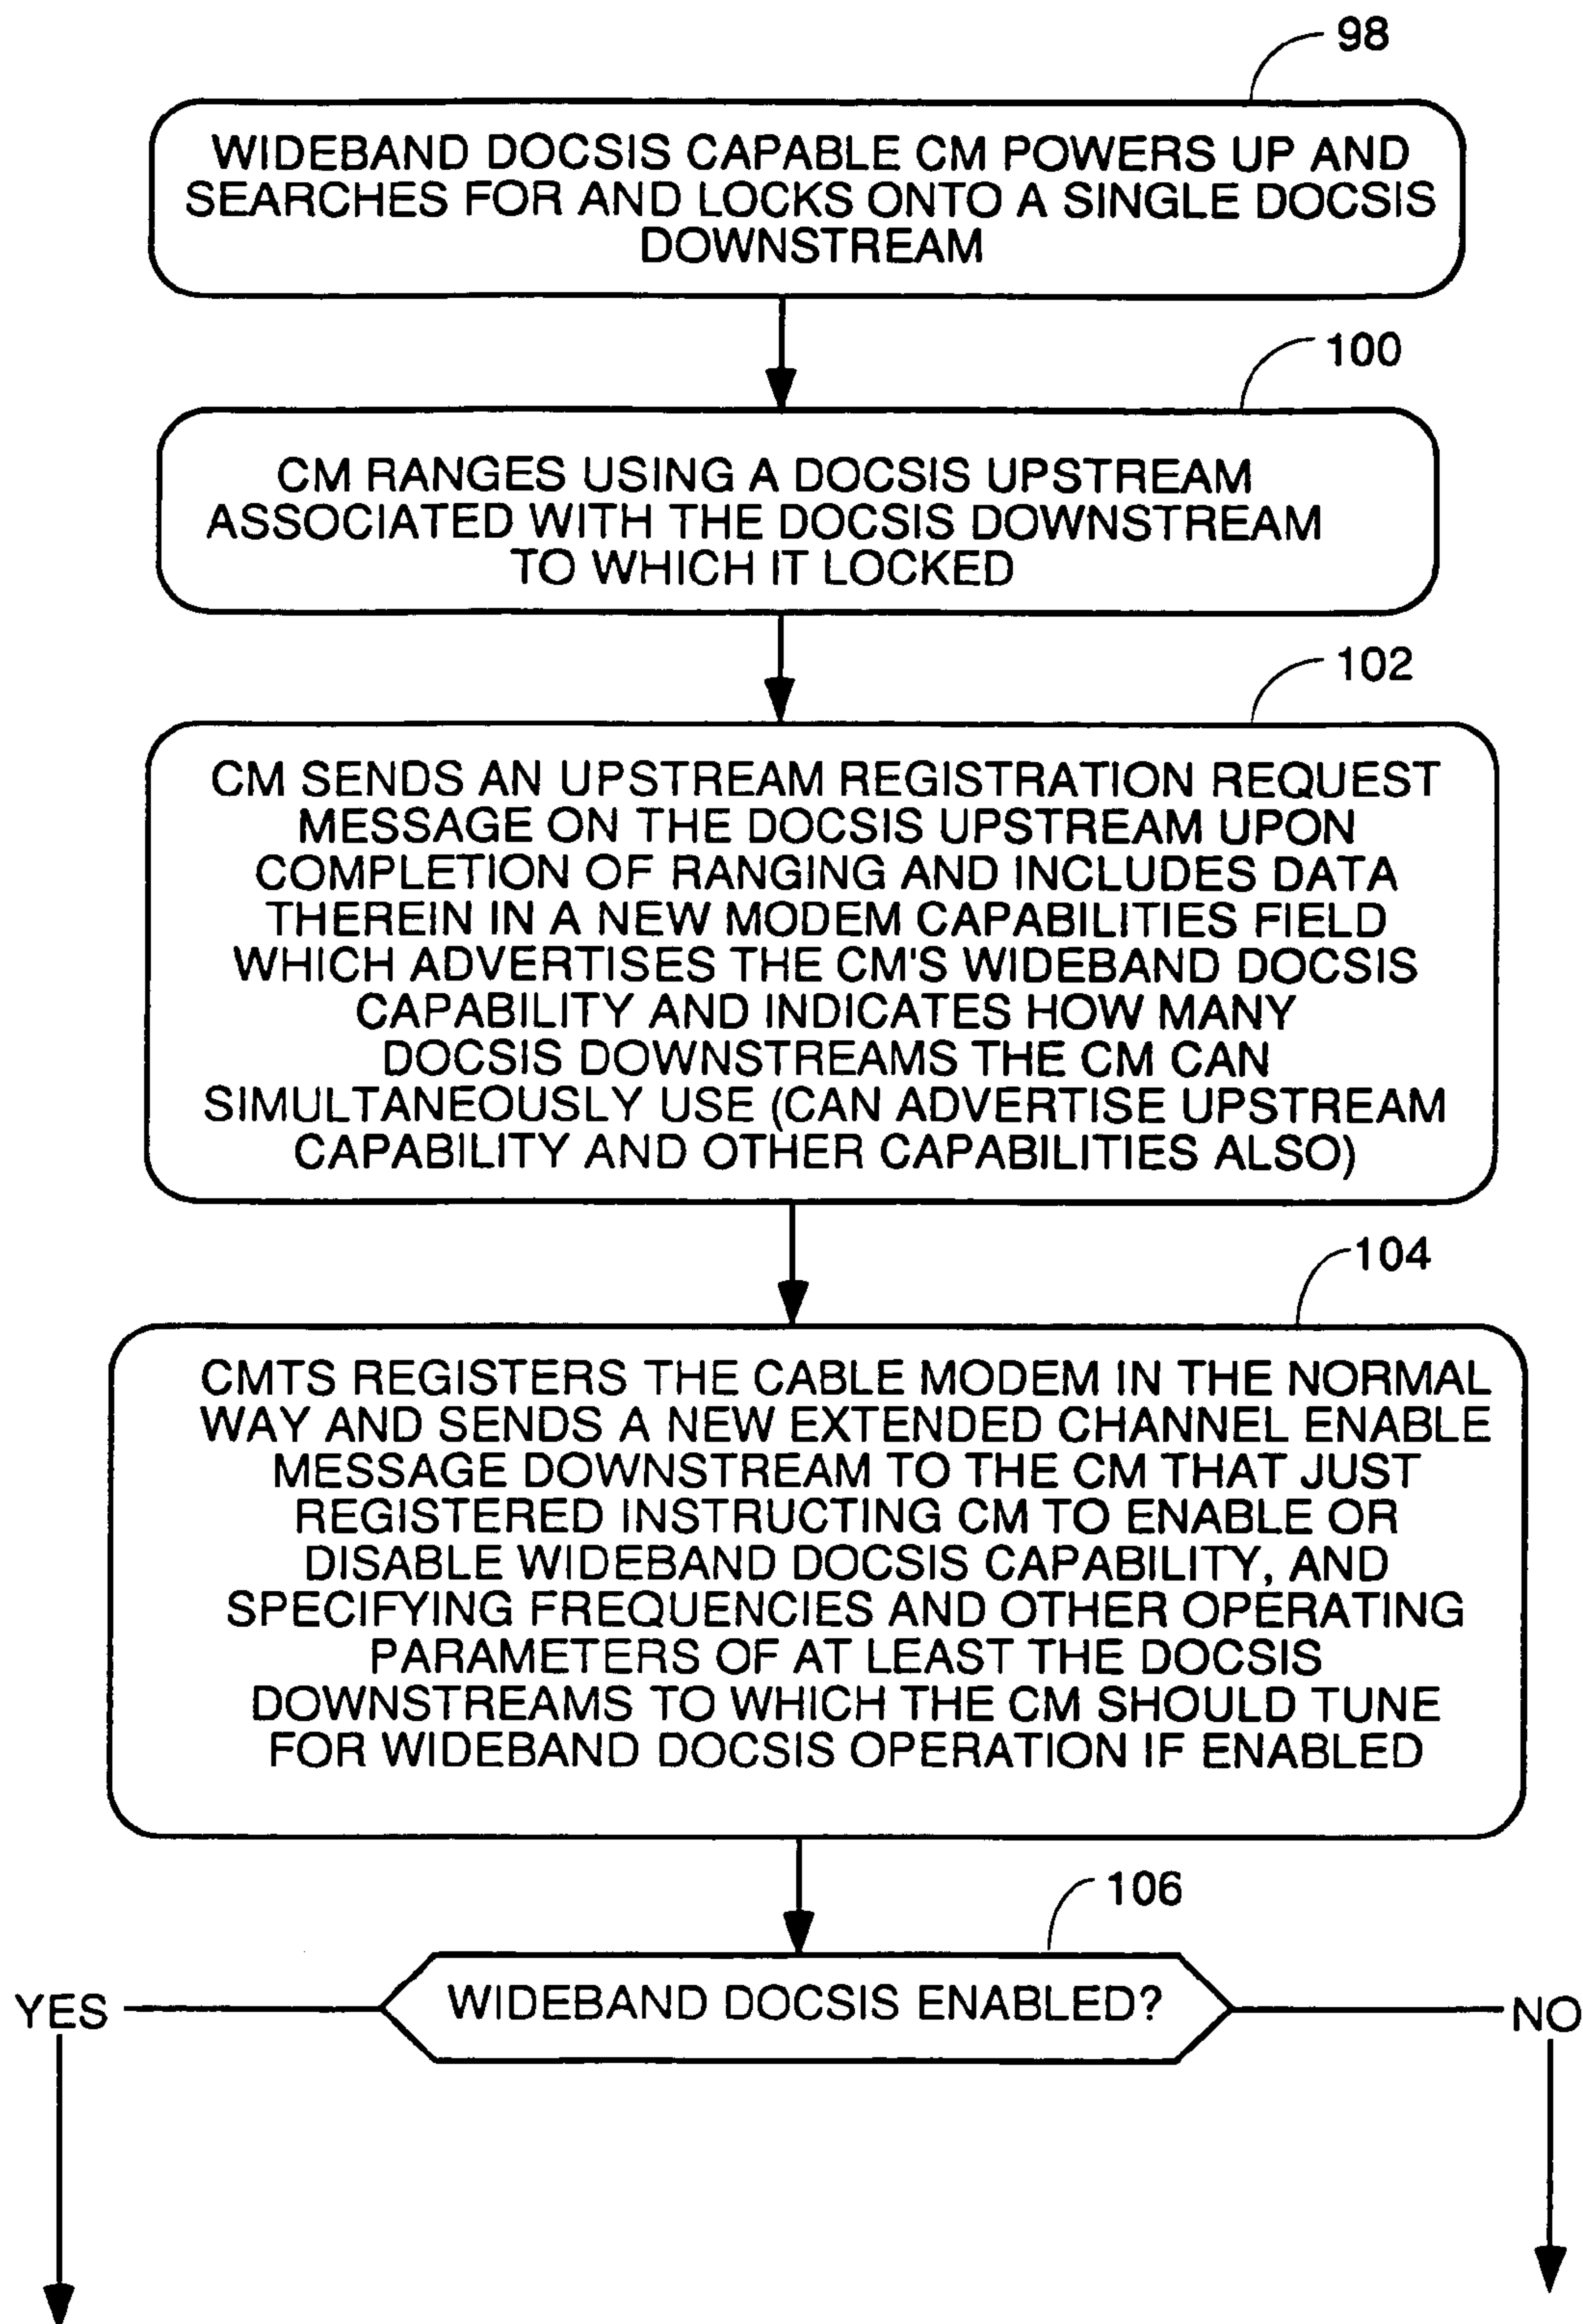 98
WIDEBAND DOCSIS CAPABLE CM POWERS UP AND
SEARCHES FOR AND LOCKS ONTO A SINGLE DOCSIS
DOWNSTREAM
100
CM RANGES USING A DOCSIS UPSTREAM
ASSOCIATED WITH THE DOCSIS DOWNSTREAM
TO WHICH IT LOCKED
102
CM SENDS AN UPSTREAM REGISTRATION REQUEST
MESSAGE ON THE DOCSIS UPSTREAM UPON
COMPLETION OF RANGING AND INCLUDES DATA
THEREIN IN A NEW MODEM CAPABILITIES FIELD
WHICH ADVERTISES THE CM'S WIDEBAND DOCSIS
CAPABILITY AND INDICATES HOW MANY
DOCSIS DOWNSTREAMS THE CM CAN
SIMULTANEOUSLY USE (CAN ADVERTISE UPSTREAM
CAPABILITY AND OTHER CAPABILITIES ALSO)
104
CMTS REGISTERS THE CABLE MODEM IN THE NORMAL
WAY AND SENDS A NEW EXTENDED CHANNEL ENABLE
MESSAGE DOWNSTREAM TO THE CM THAT JUST
REGISTERED INSTRUCTING CM TO ENABLE OR
DISABLE WIDEBAND DOCSIS CAPABILITY, AND
SPECIFYING FREQUENCIES AND OTHER OPERATING
PARAMETERS OF AT LEAST THE DOCSIS
DOWNSTREAMS TO WHICH THE CM SHOULD TUNE
FOR WIDEBAND DOCSIS OPERATION IF ENABLED
106
YES
WIDEBAND DOCSIS ENABLED?
NO